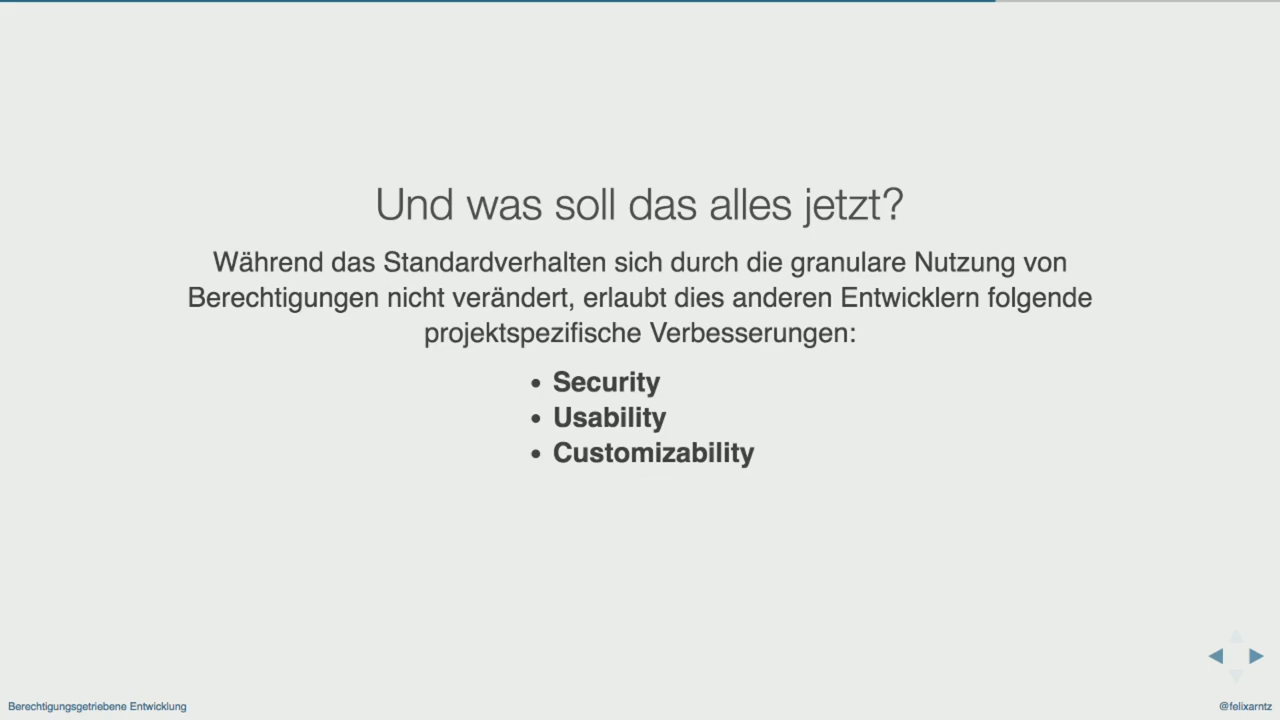 Und was soll das alles jetzt?
Während das Standardverhalten sich durch die granulare Nutzung von
Berechtigungen nicht verändert, erlaubt dies anderen Entwicklern folgende
projektspezifische Verbesserungen:
• Security
• Usability
• Customizability
Berechtigungsgetriebene Entwicklung
@felixarntz